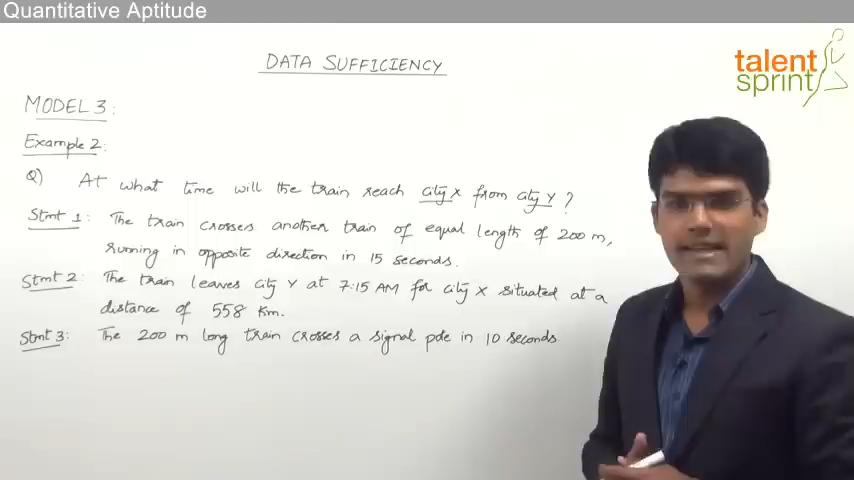 Quantitative Aptitude
DATA SUFFICIENCY
talent
sprint
MODEL 3:
Example 2:
Q) At what time will the train reach city X from city Y?
Stmt 1: The train crosses another train of equal length of 200 m,
running in opposite direction in 15 seconds.
Stmt 2: The train leaves city Y at 7:15 AM for city X situated at a
distance of 558 Km.
Stmt 3: The 200 m long train crosses a signal pole in 10 seconds.